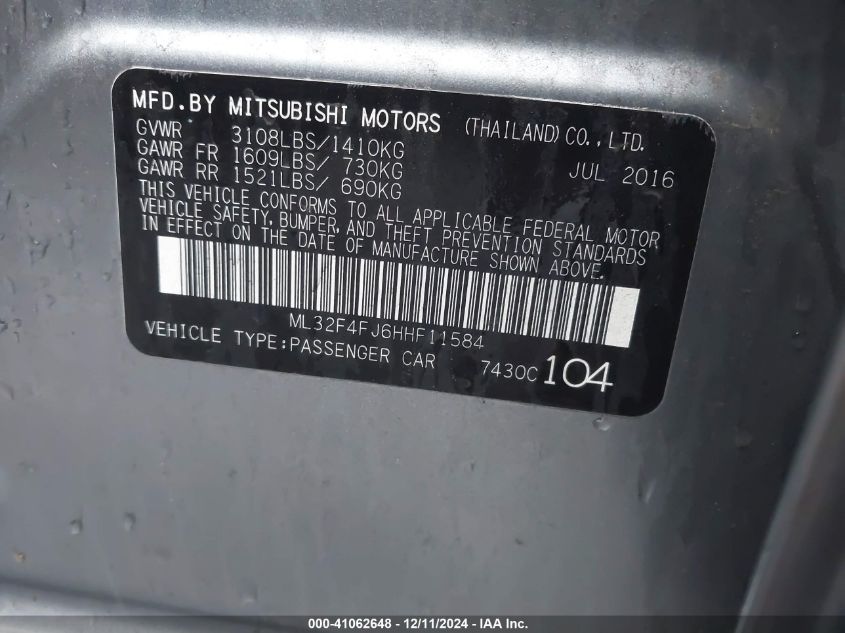 MFD.BY MITSUBISHI MOTORS (THAILAND) CO., LTD.
GVWR 3108LBS/1410KG JUL 2016
GAWR FR 1609LBS/ 730KG
GAWR RR 1521LBS/ 690KG
THIS VEHICLE CONFORMS TO ALL APPLICABLE FEDERAL MOTOR
VEHICLE SAFETY, BUMPER, AND THEFT PREVENTION STANDARDS
IN EFFECT ON THE DATE OF MANUFACTURE SHOWN ABOVE.
ML32F4FJ6HHF11584
VEHICLE TYPE:PASSENGER CAR 7430C 104
000-41062648 - 12/11/2024 - IAA Inc.